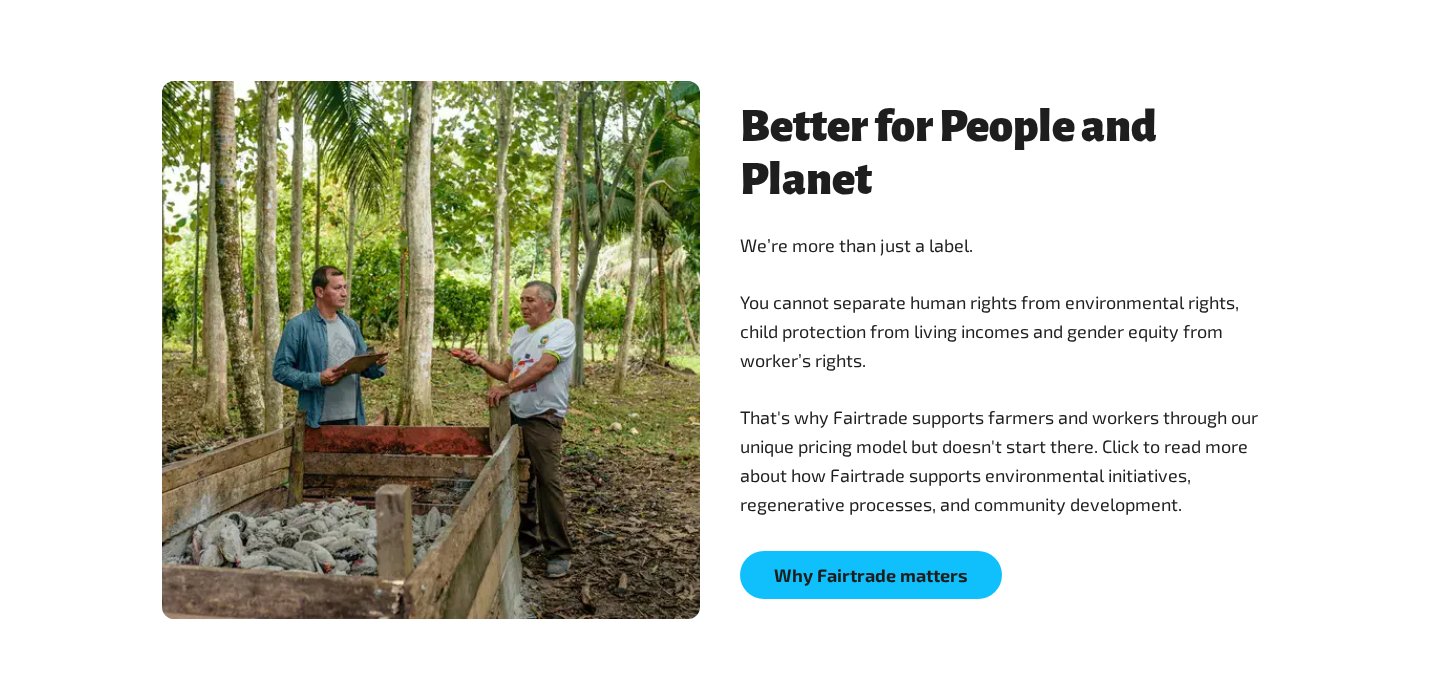 Better for People and
Planet
We're more than just a label.
You cannot separate human rights from environmental rights,
child protection from living incomes and gender equity from
worker's rights.
That's why Fairtrade supports farmers and workers through our
unique pricing model but doesn't start there. Click to read more
about how Fairtrade supports environmental initiatives,
regenerative processes, and community development.
Why Fairtrade matters